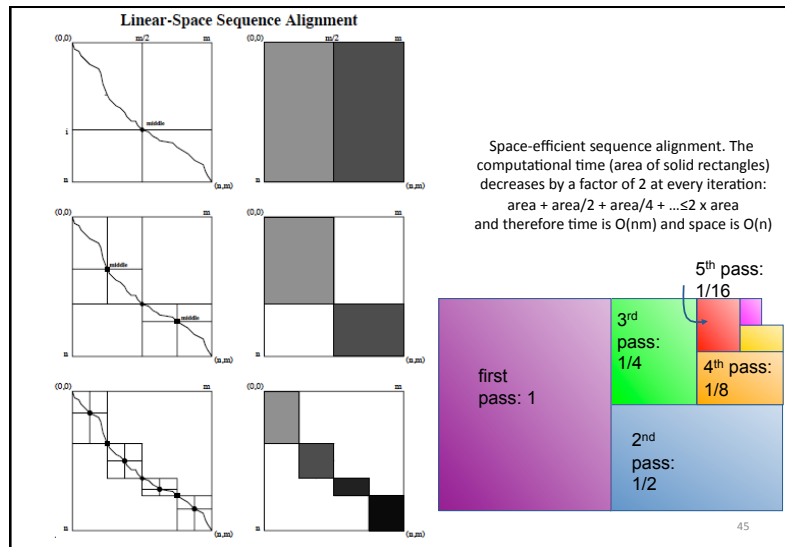 Linear-Space Sequence Alignment
(0,0) m/2 m
middle
i
n
(n,m)
(0,0) m/2 m
Space-efficient sequence alignment. The
computational time (area of solid rectangles)
decreases by a factor of 2 at every iteration:
area + area/2 + area/4 + ...≤2 x area
and therefore time is O(nm) and space is O(n)
(0,0) m
middle
middle
n
(n,m)
(0,0) m
n
(n,m)
(0,0) m
n
(n,m)
(0,0) m
n
(n,m)
first
pass: 1
2nd
pass:
1/2
3rd
pass:
1/4
4th pass:
1/8
5th pass:
1/16
45